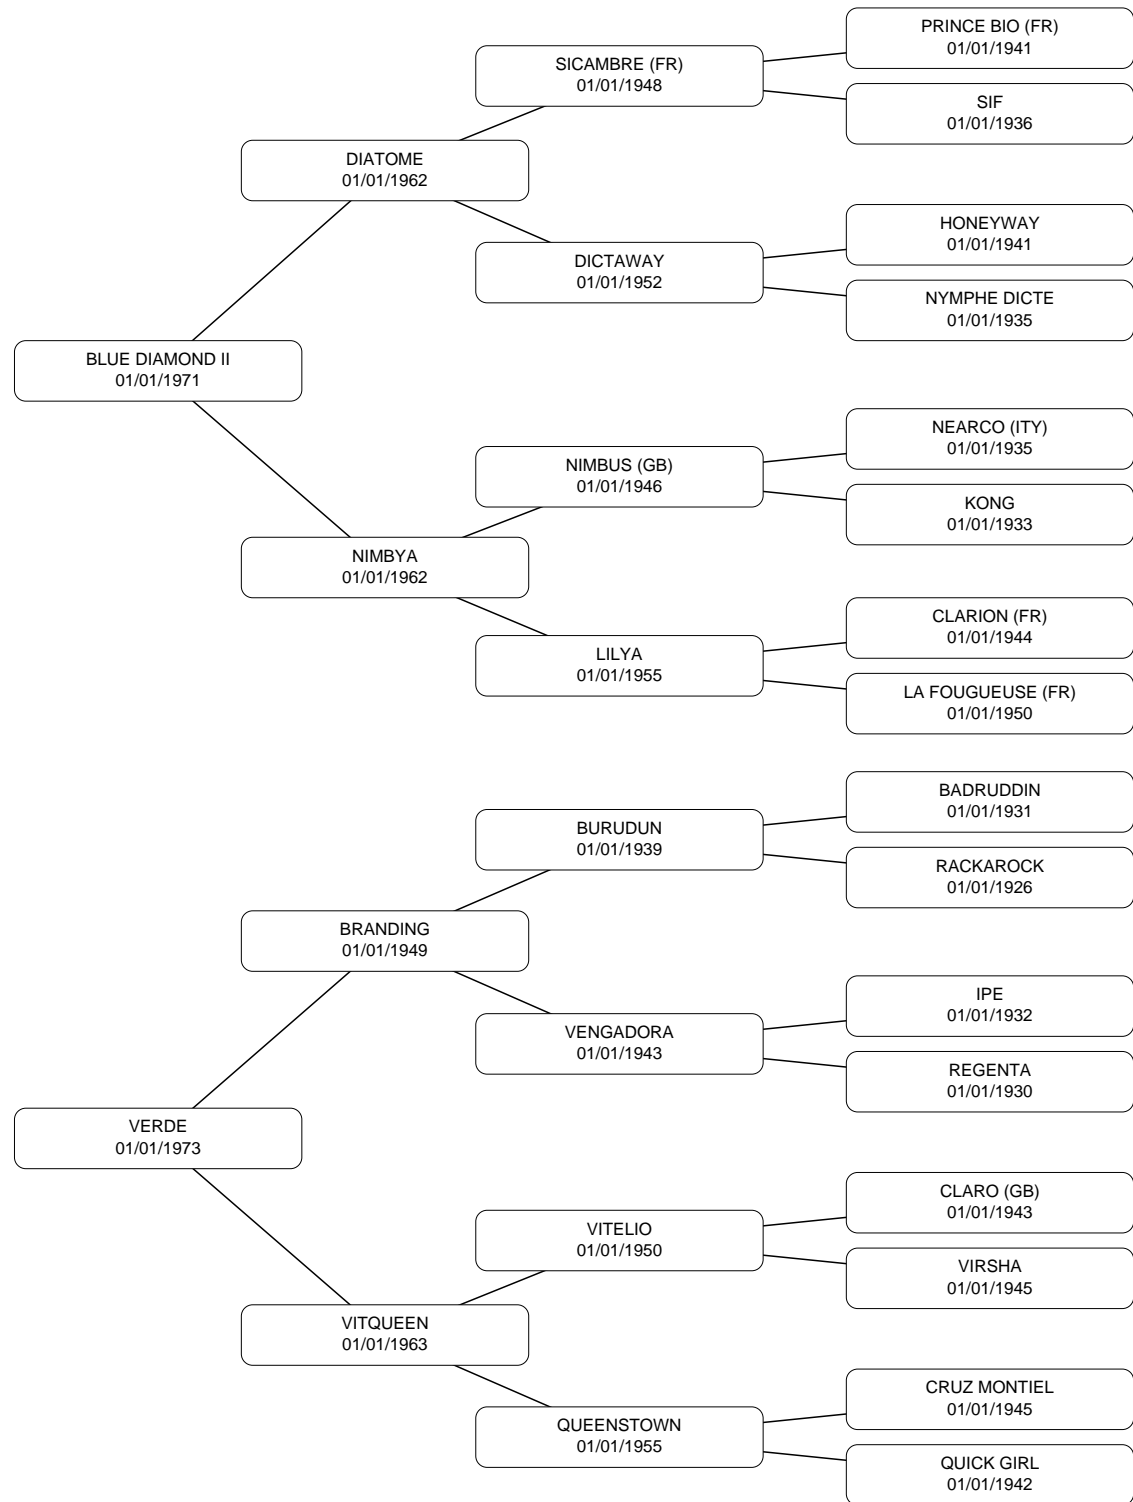 PRINCE BIO (FR)
01/01/1941
SICAMBRE (FR)
01/01/1948
SIF
01/01/1936
DIATOME
01/01/1962
HONEYWAY
01/01/1941
DICTAWAY
01/01/1952
NYMPHE DICTE
01/01/1935
BLUE DIAMOND II
01/01/1971
NEARCO (ITY)
01/01/1935
NIMBUS (GB)
01/01/1946
KONG
01/01/1933
NIMBYA
01/01/1962
CLARION (FR)
01/01/1944
LILYA
01/01/1955
LA FOUGUEUSE (FR)
01/01/1950
BADRUDDIN
01/01/1931
BURUDUN
01/01/1939
RACKAROCK
01/01/1926
BRANDING
01/01/1949
IPE
01/01/1932
VENGADORA
01/01/1943
REGENTA
01/01/1930
VERDE
01/01/1973
CLARO (GB)
01/01/1943
VITELIO
01/01/1950
VIRSHA
01/01/1945
VITQUEEN
01/01/1963
CRUZ MONTIEL
01/01/1945
QUEENSTOWN
01/01/1955
QUICK GIRL
01/01/1942